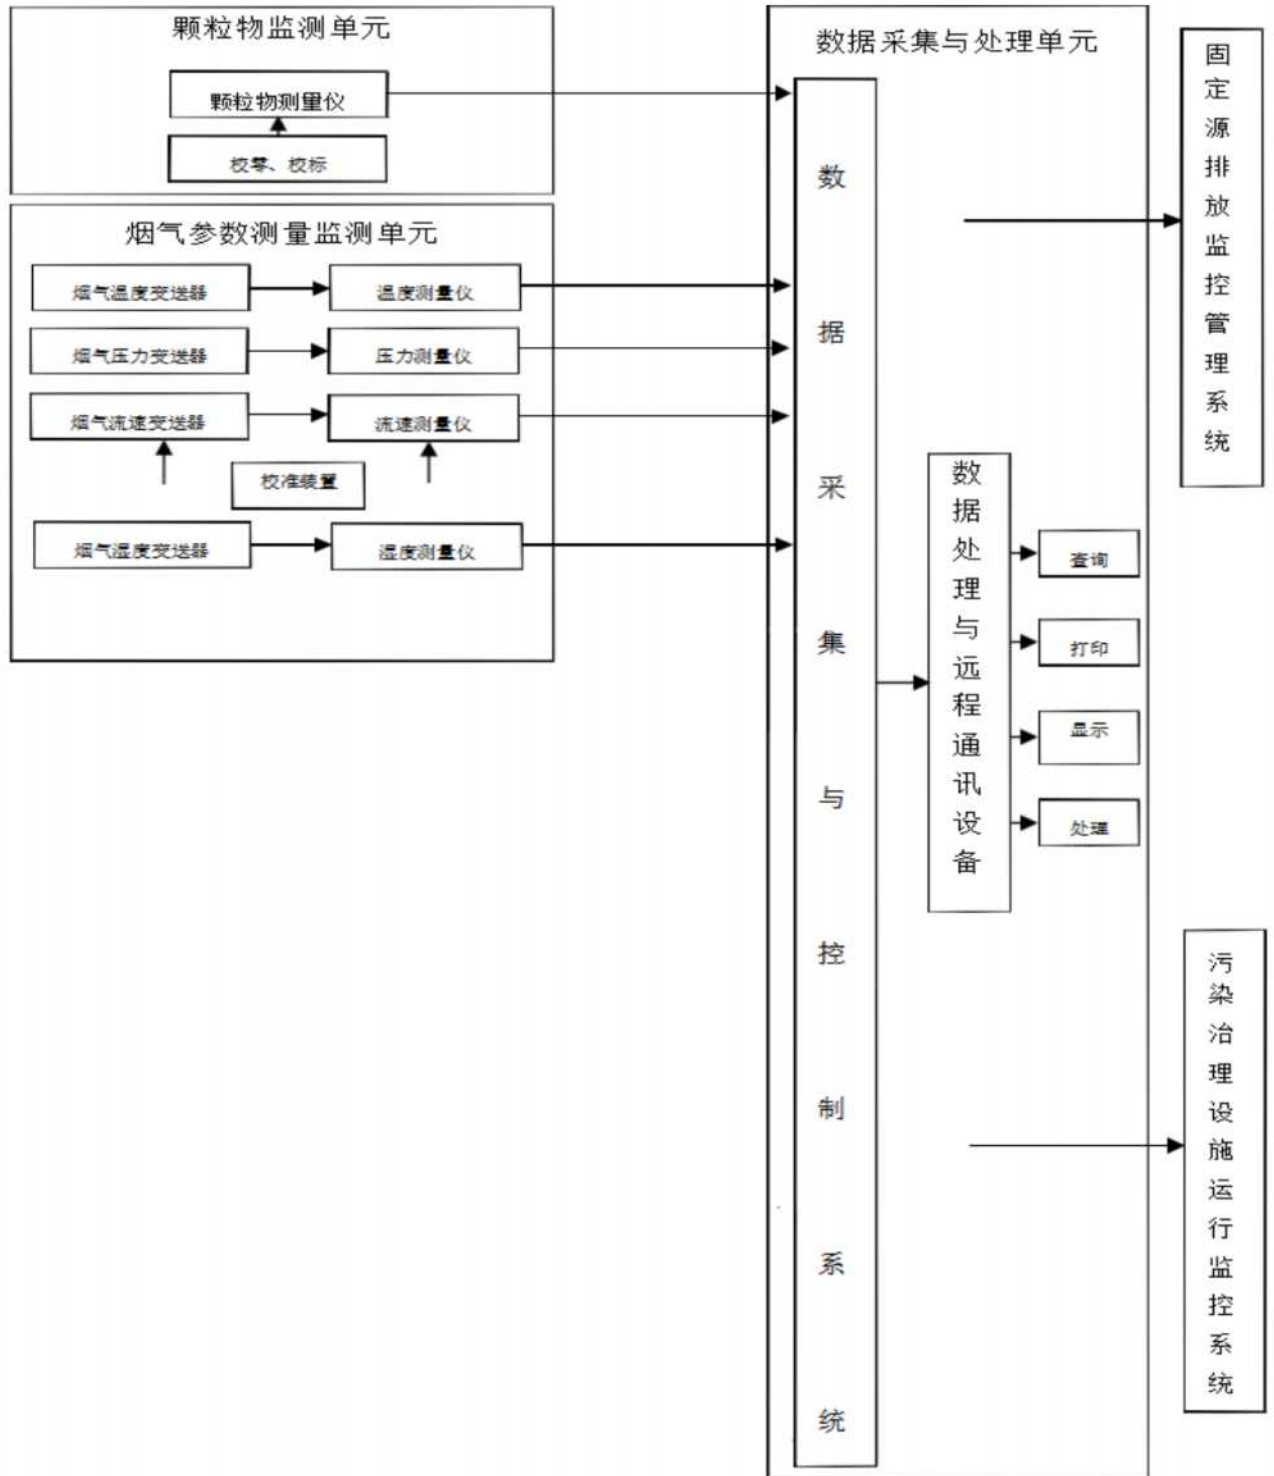 颗粒物监测单元
颗粒物测量仪
校零、校标
烟气参数测量监测单元
烟气温度变送器
温度测量仪
烟气压力变送器
压力测量仪
烟气流速变送器
流速测量仪
校准装置
烟气湿度变送器
湿度测量仪
数据采集与处理单元
数据采集与控制系统
数据处理与远程通讯设备
查询
打印
显示
处理
固定源排放监控管理系统
污染治理设施运行监控系统